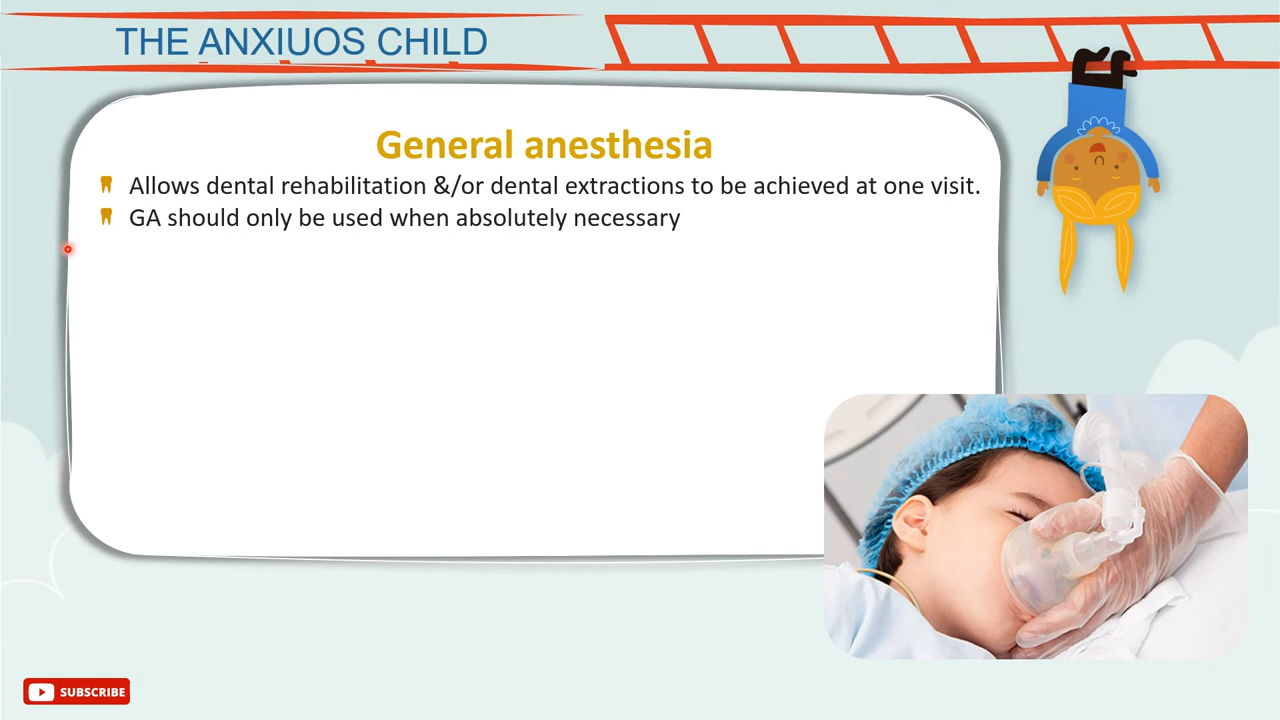 THE ANXIUOS CHILD
General anesthesia
Allows dental rehabilitation &/or dental extractions to be achieved at one visit.
GA should only be used when absolutely necessary
SUBSCRIBE